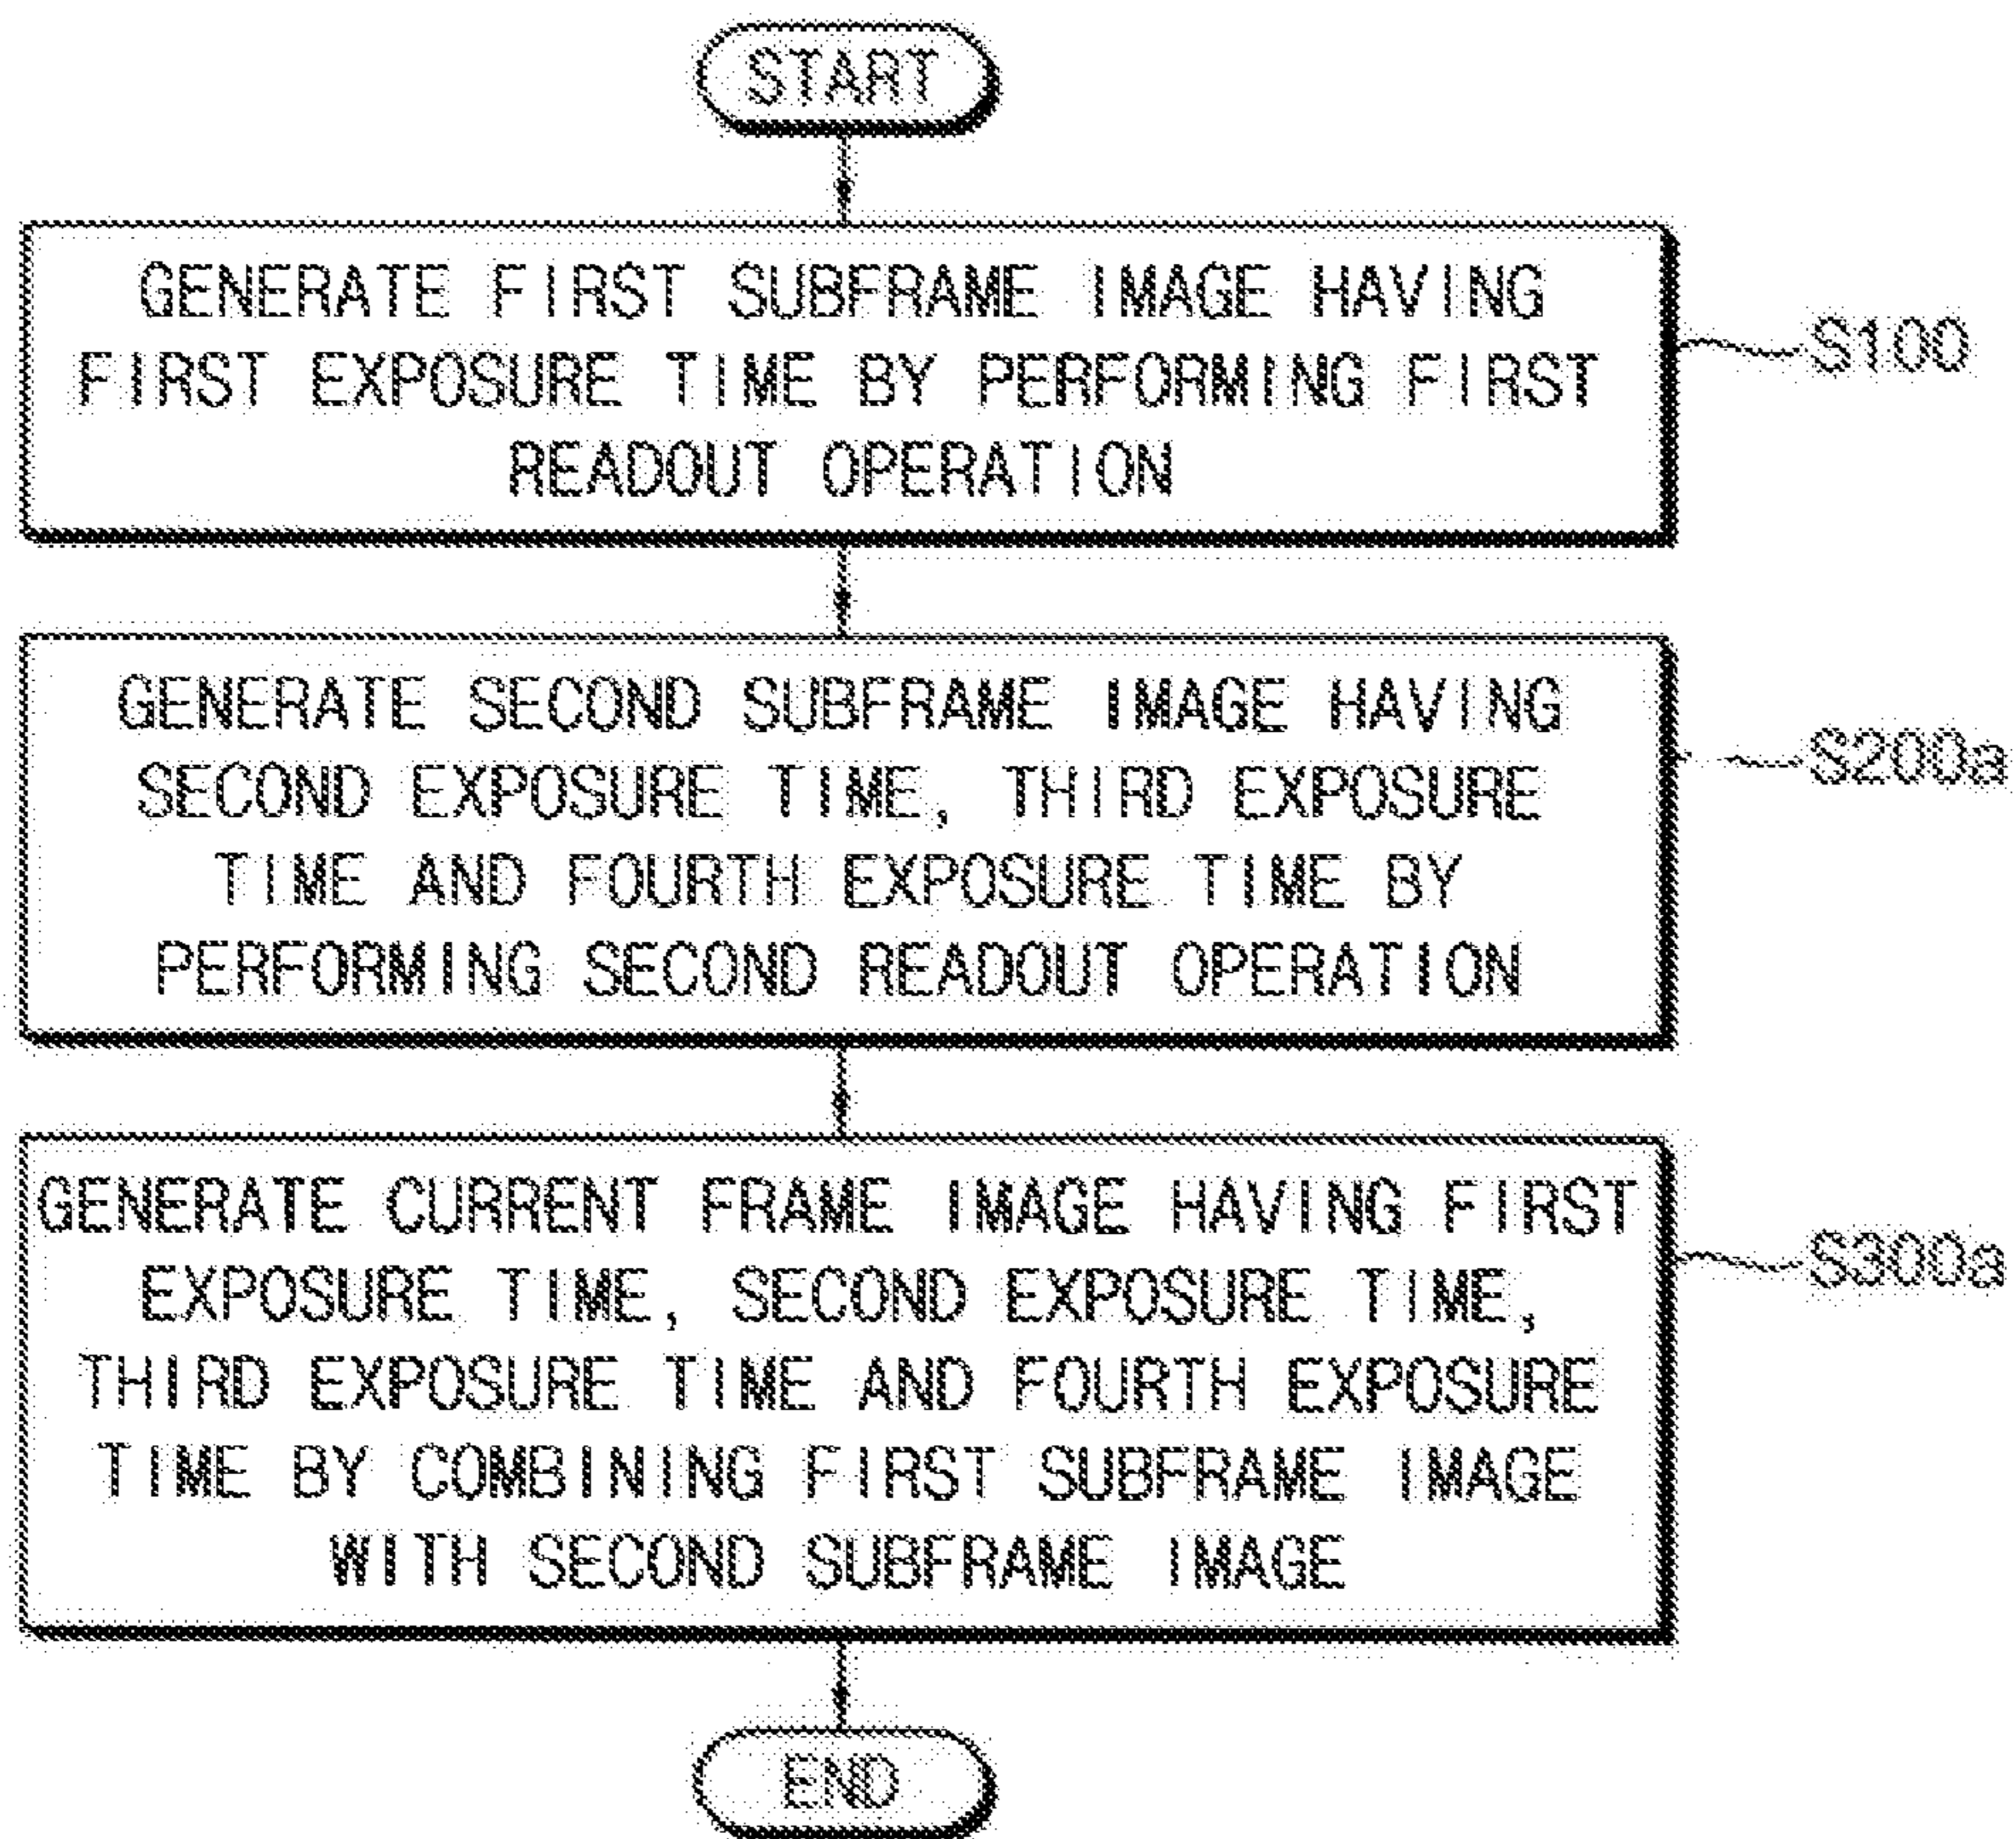 START
GENERATE FIRST SUBFRAME IMAGE HAVING
FIRST EXPOSURE TIME BY PERFORMING FIRST
READOUT OPERATION
S100
GENERATE SECOND SUBFRAME IMAGE HAVING
SECOND EXPOSURE TIME, THIRD EXPOSURE
TIME AND FOURTH EXPOSURE TIME BY
PERFORMING SECOND READOUT OPERATION
S200a
GENERATE CURRENT FRAME IMAGE HAVING FIRST
EXPOSURE TIME, SECOND EXPOSURE TIME,
THIRD EXPOSURE TIME AND FOURTH EXPOSURE
TIME BY COMBINING FIRST SUBFRAME IMAGE
WITH SECOND SUBFRAME IMAGE
S300a
END